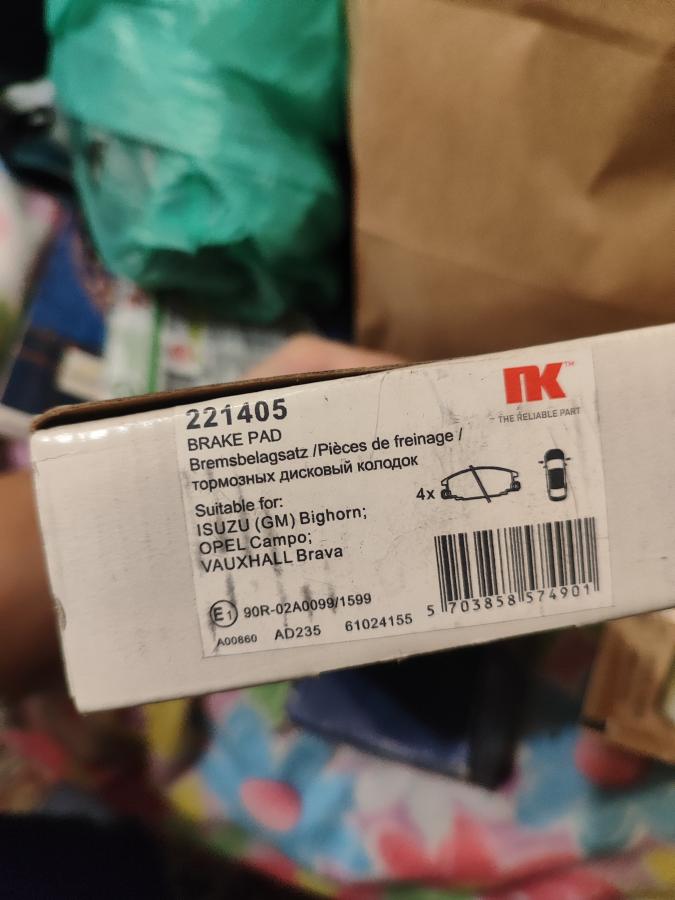 221405
BRAKE PAD
Bremsbelagsatz /Pièces de freinage /
тормозных дисковый колодок
Suitable for:
ISUZU (GM) Bighorn;
OPEL Campo;
VAUXHALL Brava
E1 90R-02A0099/1599
A00860 AD235 61024155
NK™
THE RELIABLE PART
4x
5 703858 574901